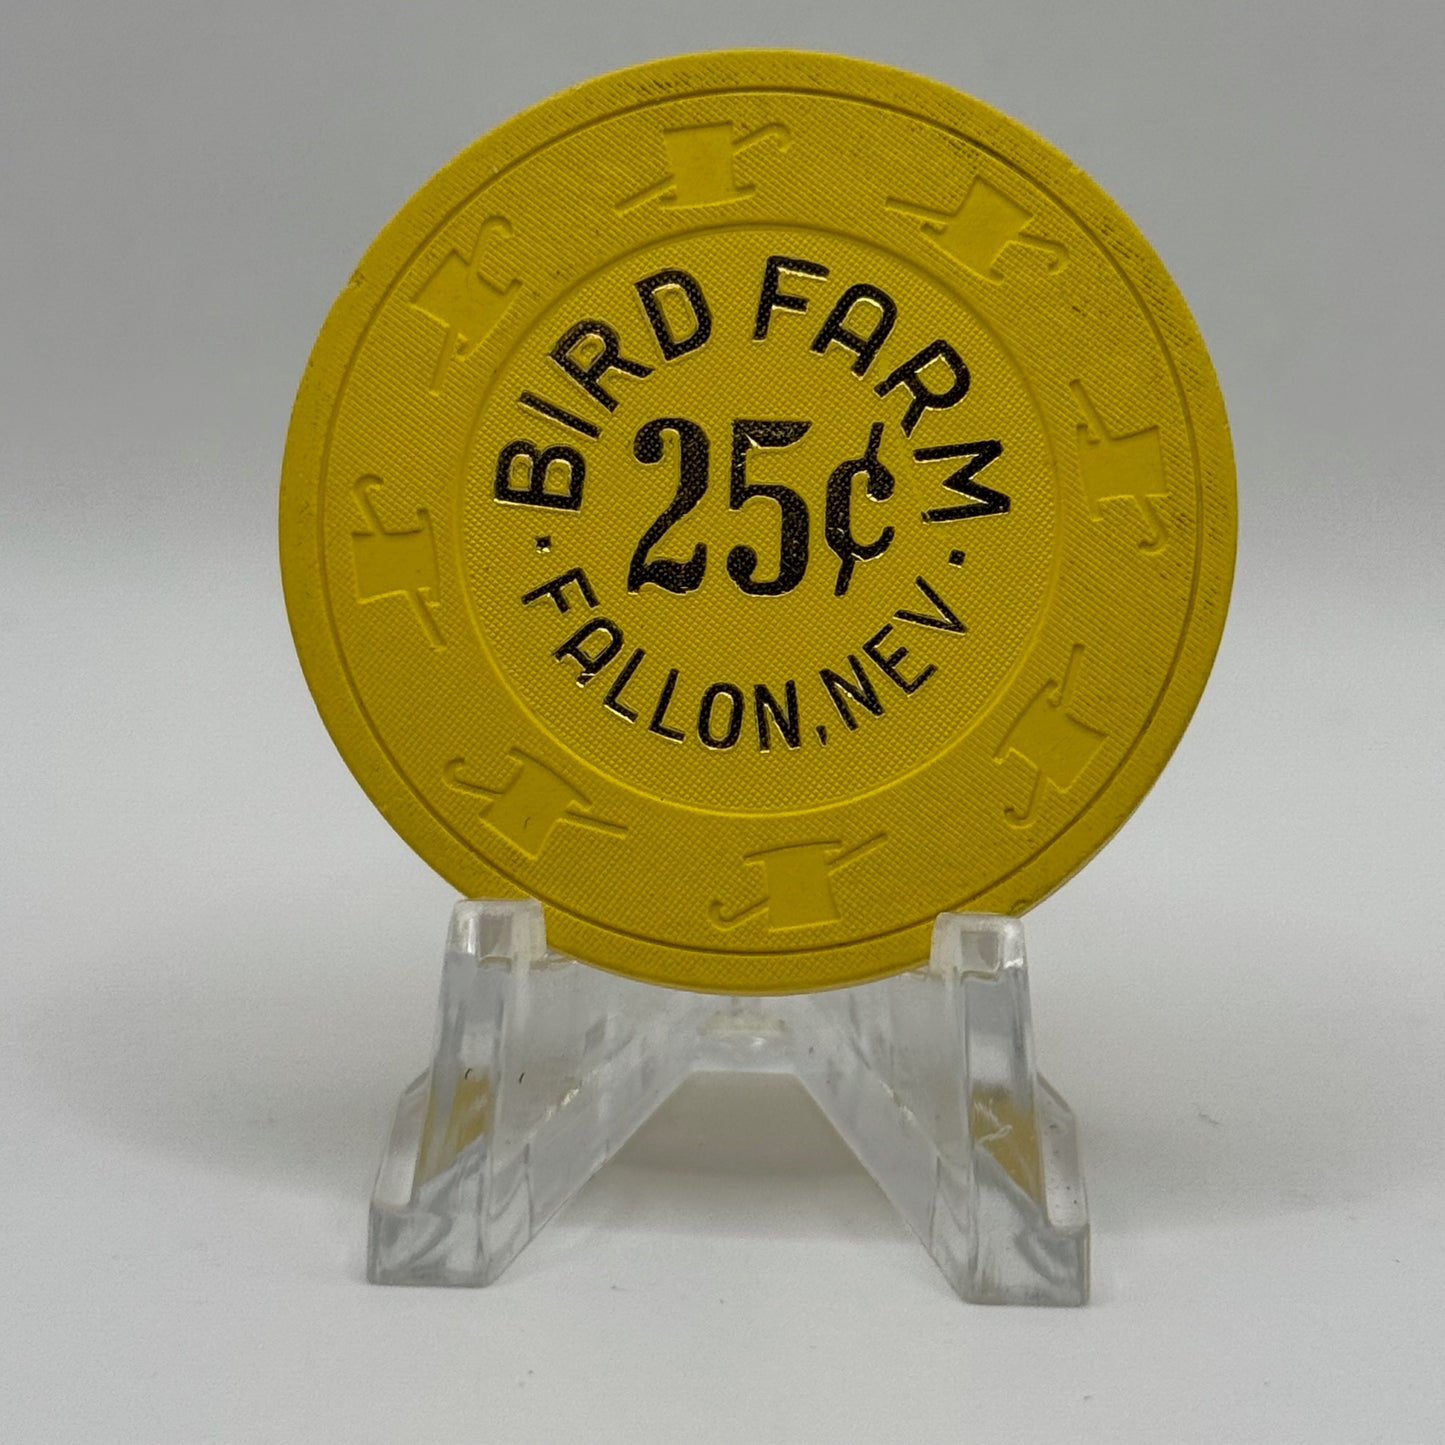 BIRD FARM
25¢
FALLON, NEV